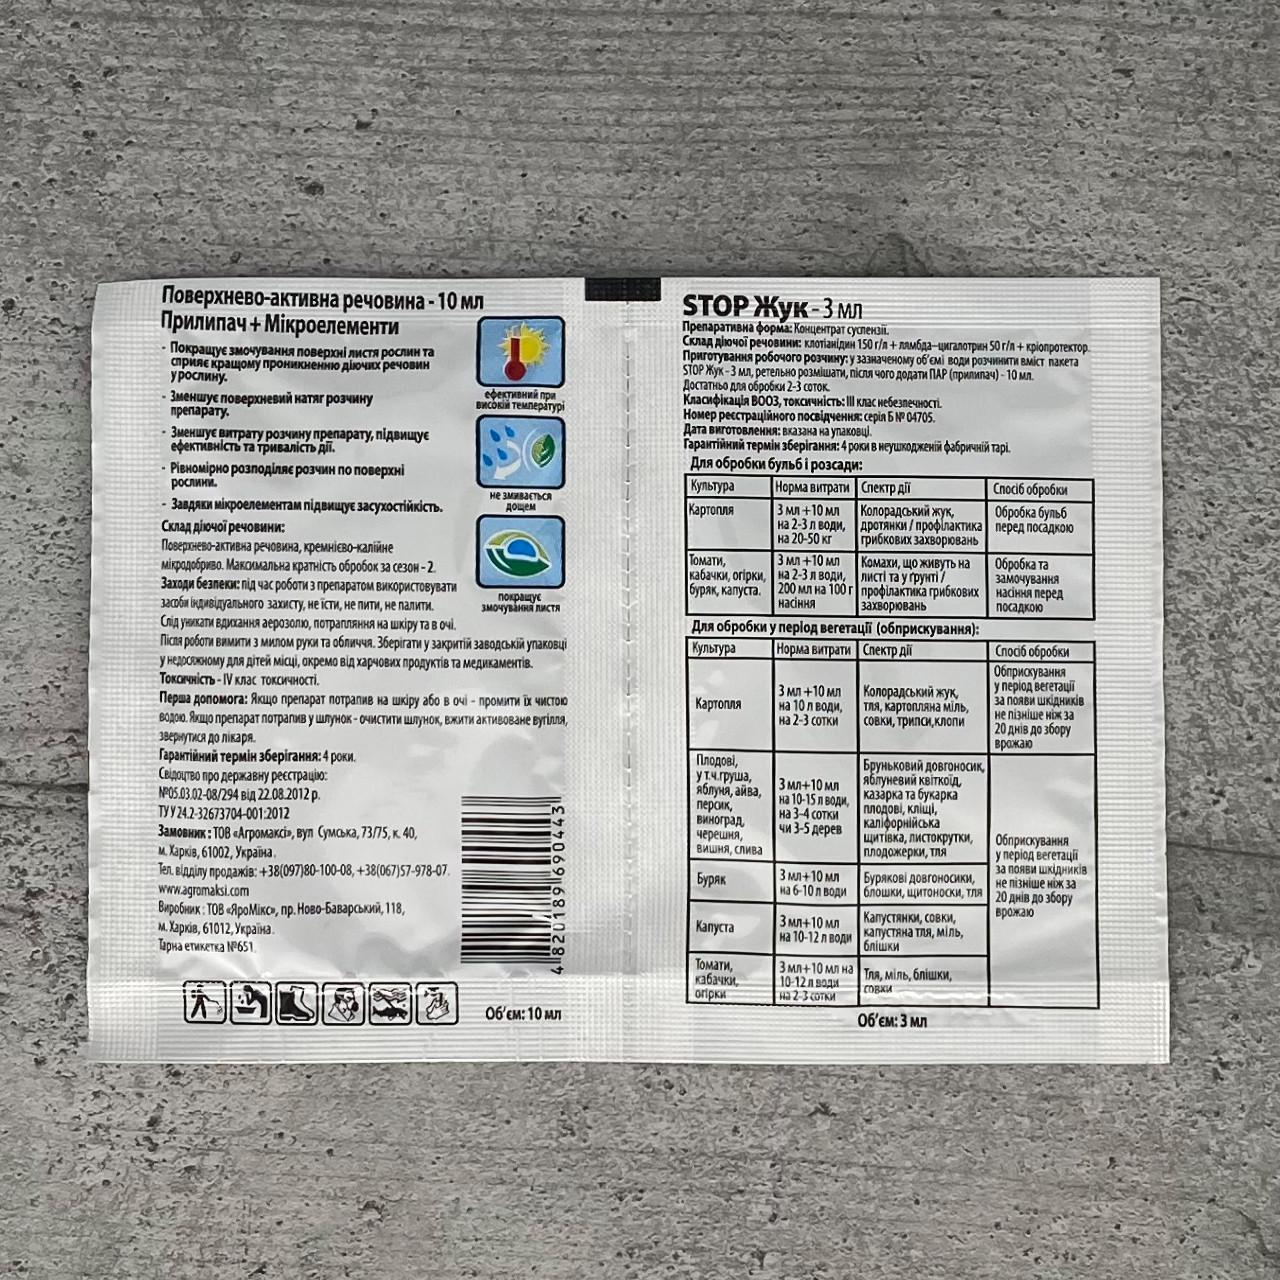 Поверхнево-активна речовина - 10 мл
Прилипач + Мікроелементи
- Покращує змочування поверхні листя рослин та
сприяє кращому проникненню діючих речовин
у рослину.
- Зменшує поверхневий натяг розчину
препарату.
- Зменшує витрату розчину препарату, підвищує
ефективність та тривалість дії.
- Рівномірно розподіляє розчин по поверхні
рослини.
- Завдяки мікроелементам підвищує засухостійкість.
ефективний при
високій температурі
не змивається
дощем
покращує
змочування листя
Склад діючої речовини:
Поверхнево-активна речовина, кремнієво-калійне
мікродобриво. Максимальна кратність обробок за сезон - 2.
Заходи безпеки: під час роботи з препаратом використовувати
засоби індивідуального захисту, не їсти, не пити, не палити.
Слід уникати вдихання аерозолю, потрапляння на шкіру та в очі.
Після роботи вимити з милом руки та обличчя. Зберігати у закритій заводській упаковці
у недосяжному для дітей місці, окремо від харчових продуктів та медикаментів.
Токсичність - IV клас токсичності.
Перша допомога: Якщо препарат потрапив на шкіру або в очі - промити їх чистою
водою. Якщо препарат потрапив у шлунок - очистити шлунок, вжити активоване вугілля,
звернутися до лікаря.
Гарантійний термін зберігання: 4 роки.
Свідоцтво про державну реєстрацію:
№05.03.02-08/294 від 22.08.2012 р.
ТУ У 24.2-32673704-001:2012
Замовник : ТОВ «Агромаксі», вул Сумська, 73/75, к. 40,
м. Харків, 61002, Україна.
Тел. відділу продажів: +38(097)80-100-08, +38(067)57-978-07.
www.agromaksi.com
Виробник : ТОВ «ЯроМікс», пр. Ново-Баварський, 118,
м. Харків, 61012, Україна.
Тарна етикетка №651
4 820189 690443
Об'єм: 10 мл
STOP Жук - 3 мл
Препаративна форма: Концентрат суспензії.
Склад діючої речовини: клотіанідин 150 г/л + лямбда-цигалотрин 50 г/л + кріопротектор.
Приготування робочого розчину: у зазначеному об'ємі води розчинити вміст пакета
STOP Жук - 3 мл, ретельно розмішати, після чого додати ПАР (прилипач) - 10 мл.
Достатньо для обробки 2-3 соток.
Класифікація ВООЗ, токсичність: III клас небезпечності.
Номер реєстраційного посвідчення: серія Б № 04705.
Дата виготовлення: вказана на упаковці.
Гарантійний термін зберігання: 4 роки в неушкодженій фабричній тарі.
Для обробки бульб і розсади:
Культура Норма витрати Спектр дії Спосіб обробки
Картопля 3 мл +10 мл Колорадський жук, Обробка бульб
на 2-3 л води, дротянки / профілактика перед посадкою
на 20-50 кг грибкових захворювань
Томати, 3 мл +10 мл Комахи, що живуть на Обробка та
кабачки, огірки, на 2-3 л води, листі та у ґрунті / замочування
буряк, капуста. 200 мл на 100 г профілактика грибкових насіння перед
насіння захворювань посадкою
Для обробки у період вегетації (обприскування):
Культура Норма витрати Спектр дії Спосіб обробки
Картопля
3 мл +10 мл
на 10 л води,
на 2-3 сотки
Колорадський жук,
тля, картопляна міль,
совки, трипси,клопи
Обприскування
у період вегетації
за появи шкідників
не пізніше ніж за
20 днів до збору
врожаю
Плодові,
у т.ч.груша,
яблуня, айва,
персик,
виноград,
черешня,
вишня, слива
3 мл+10 мл
на 10-15 л води,
на 3-4 сотки
чи 3-5 дерев
Бруньковий довгоносик,
яблуневий квіткоїд,
казарка та букарка
плодові, кліщі,
каліфорнійська
щитівка, листокрутки,
плодожерки, тля
Обприскування
у період вегетації
за появи шкідників
не пізніше ніж за
20 днів до збору
врожаю
Буряк
3 мл+10 мл
на 6-10 л води
Бурякові довгоносики,
блошки, щитоноски, тля
Капуста
3 мл+10 мл
на 10-12 л води
Капустянки, совки,
капустяна тля, міль,
блішки
Томати,
кабачки,
огірки
3 мл+10 мл на
10-12 л води
на 2-3 сотки
Тля, міль, блішки,
совки
Об'єм: 3 мл